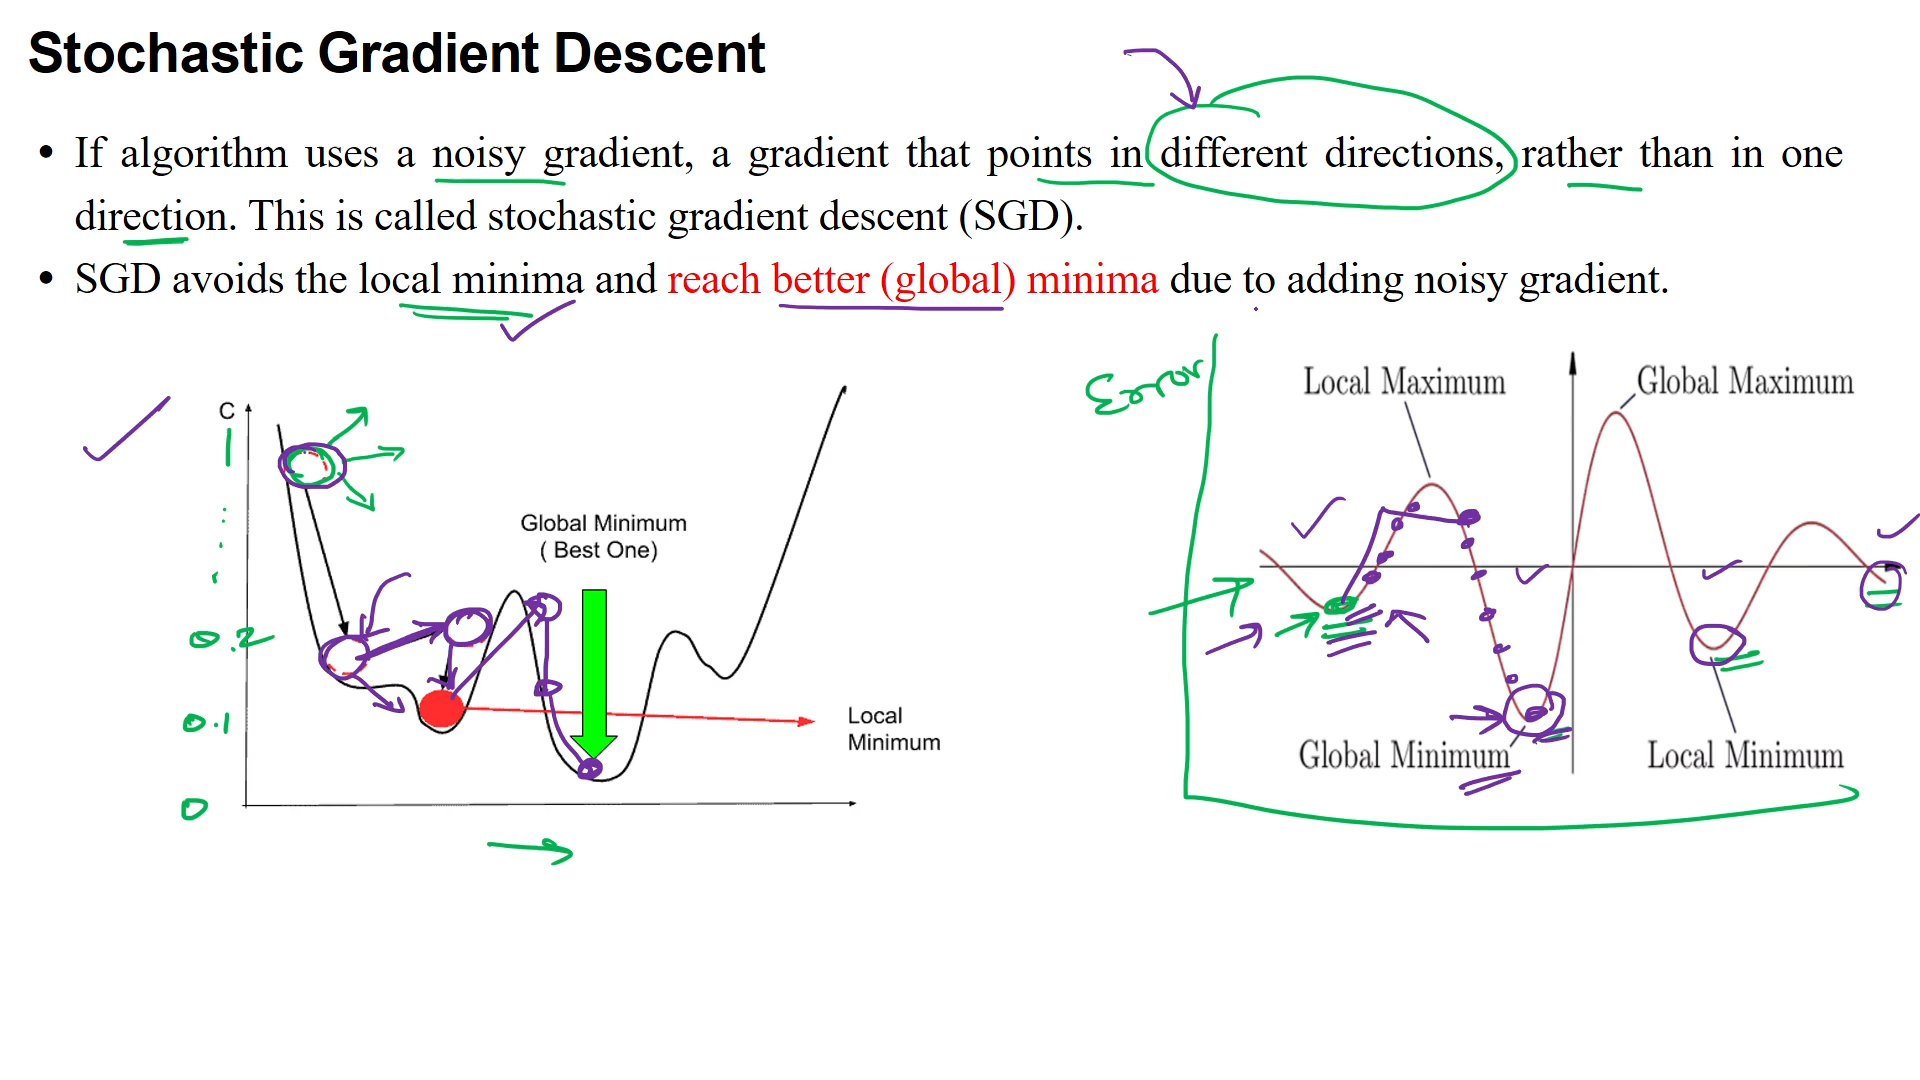 Stochastic Gradient Descent
• If algorithm uses a noisy gradient, a gradient that points in different directions, rather than in one
direction. This is called stochastic gradient descent (SGD).
• SGD avoids the local minima and reach better (global) minima due to adding noisy gradient.
C
1
0.2
0.1
0
Global Minimum
( Best One)
Local
Minimum
Error
Local Maximum
Global Maximum
Global Minimum
Local Minimum